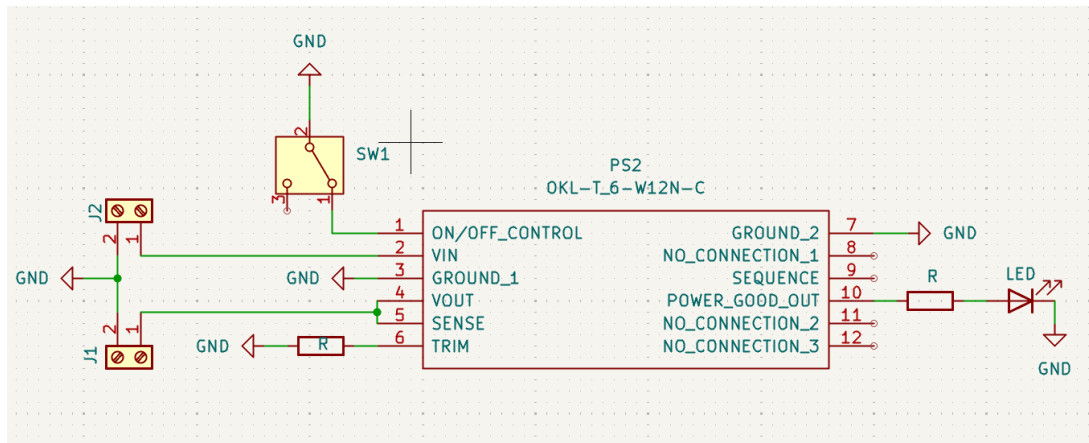 GND
2
SW1
3
1
PS2
OKL-T_6-W12N-C
J2
2
1
1
ON/OFF_CONTROL
2
VIN
GND
GND
3
GROUND_1
4
VOUT
5
SENSE
2
1
J1
GND
R
6
TRIM
GROUND_2
7
GND
NO_CONNECTION_1
8
SEQUENCE
9
POWER_GOOD_OUT
10
R
LED
NO_CONNECTION_2
11
NO_CONNECTION_3
12
GND